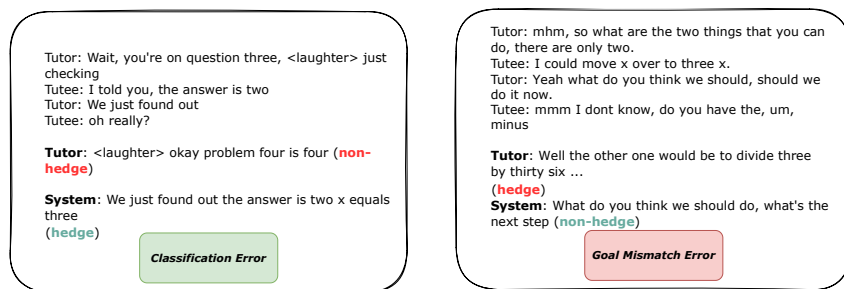 Tutor: Wait, you're on question three, <laughter> just
checking
Tutee: I told you, the answer is two
Tutor: We just found out
Tutee: oh really?
Tutor: <laughter> okay problem four is four (non-
hedge)
System: We just found out the answer is two x equals
three
(hedge)
Classification Error
Tutor: mhm, so what are the two things that you can
do, there are only two.
Tutee: I could move x over to three x.
Tutor: Yeah what do you think we should, should we
do it now.
Tutee: mmm I dont know, do you have the, um,
minus
Tutor: Well the other one would be to divide three
by thirty six ...
(hedge)
System: What do you think we should do, what's the
next step (non-hedge)
Goal Mismatch Error